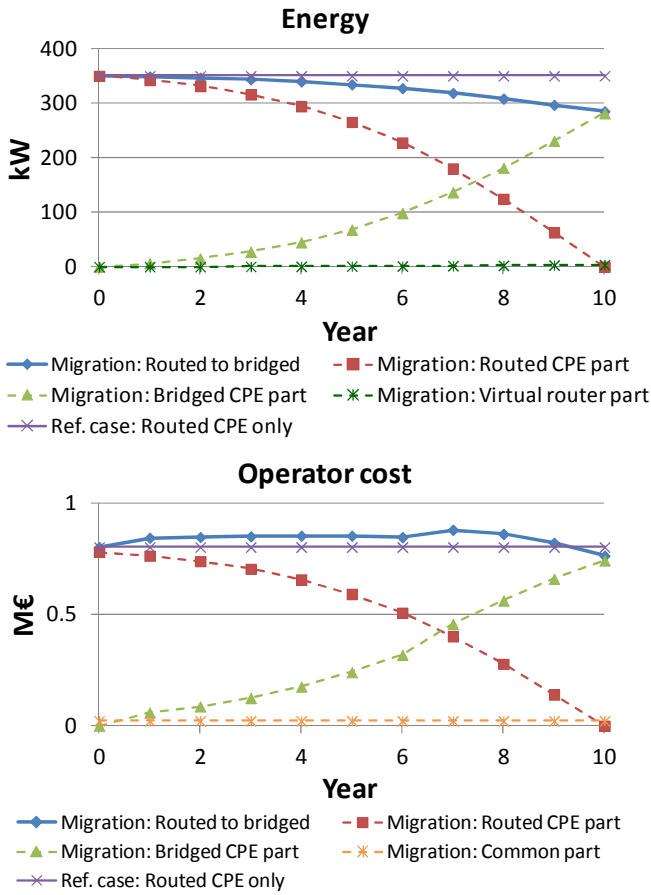 Energy
400
300
200
100
0
kW
0 2 4 6 8 10
Year
Migration: Routed to bridged Migration: Routed CPE part
Migration: Bridged CPE part Migration: Virtual router part
Ref. case: Routed CPE only
Operator cost
1
0.5
0
M€
0 2 4 6 8 10
Year
Migration: Routed to bridged Migration: Routed CPE part
Migration: Bridged CPE part Migration: Common part
Ref. case: Routed CPE only